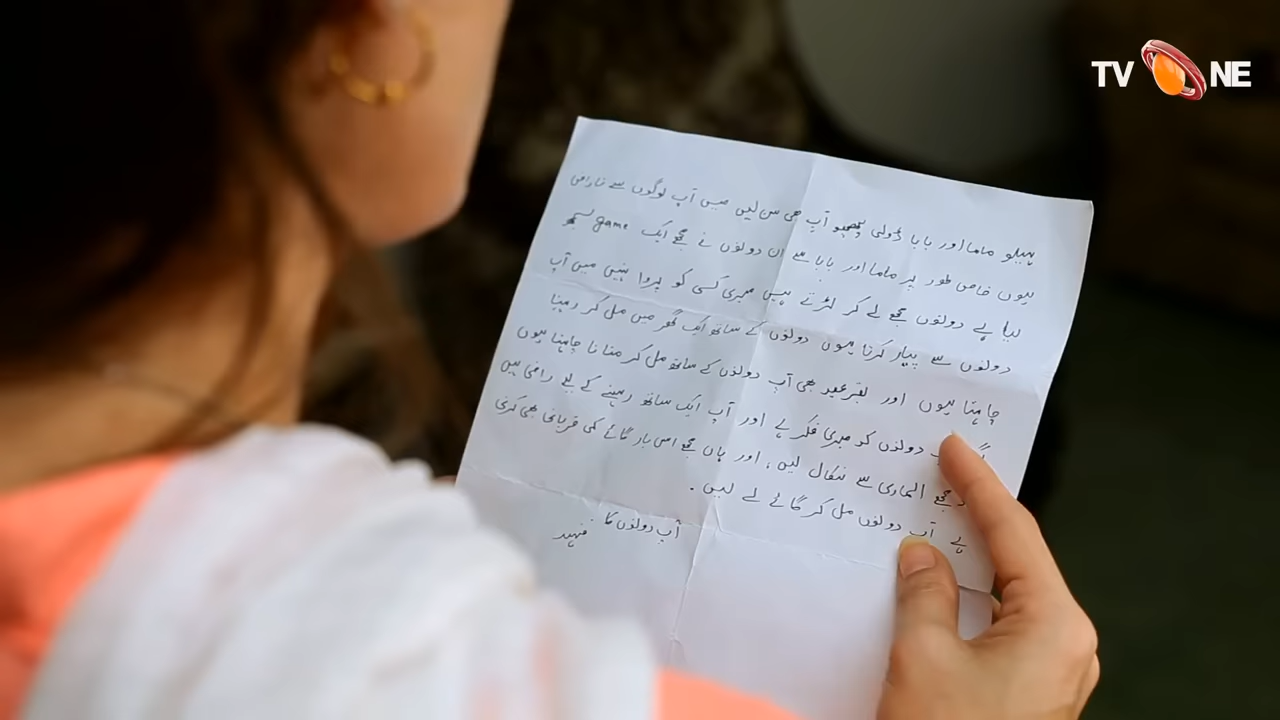 TV ONE
ہیلو ماما اور بابا ڈولی پھپھو آپ بھی سن لیں میں آپ لوگوں سے ناراض
ہوں خاص طور پر ماما اور بابا سے ان دونوں نے مجھے ایک game سمجھ
لیا ہے دونوں مجھے لے کر لڑتے ہیں میری کسی کو پروا نہیں میں آپ
دونوں سے پیار کرتا ہوں دونوں کے ساتھ ایک گھر میں مل کر رہنا
چاہتا ہوں اور بقرعید بھی آپ دونوں کے ساتھ مل کر منانا چاہتا ہوں
دونوں کو میری فکر ہے اور آپ ایک ساتھ رہنے کے لیے راضی ہیں
مجھے الماری سے نکال لیں، اور ہاں مجھے اس بار گائے کی قربانی بھی کرنی
ہے آپ دونوں مل کر گائے لے لیں۔
آپ دونوں کا فہد